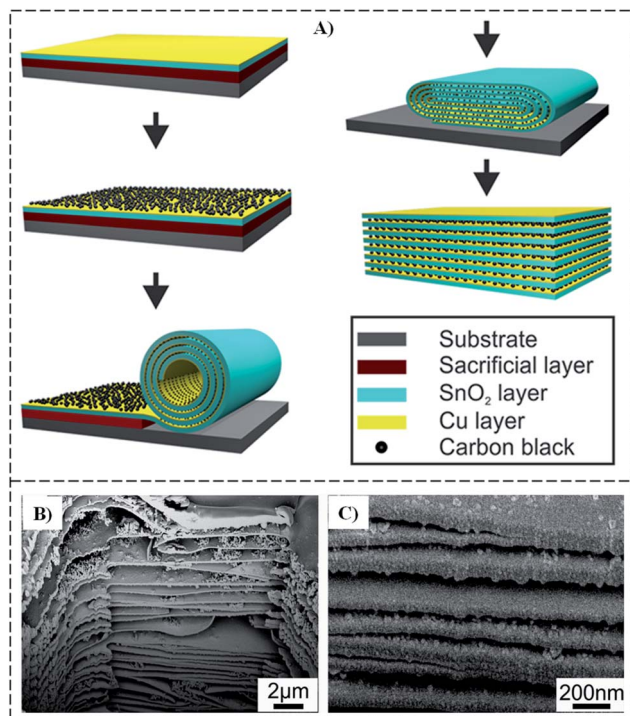 A)
Substrate
Sacrificial layer
SnO₂ layer
Cu layer
Carbon black
B)
2μm
C)
200nm